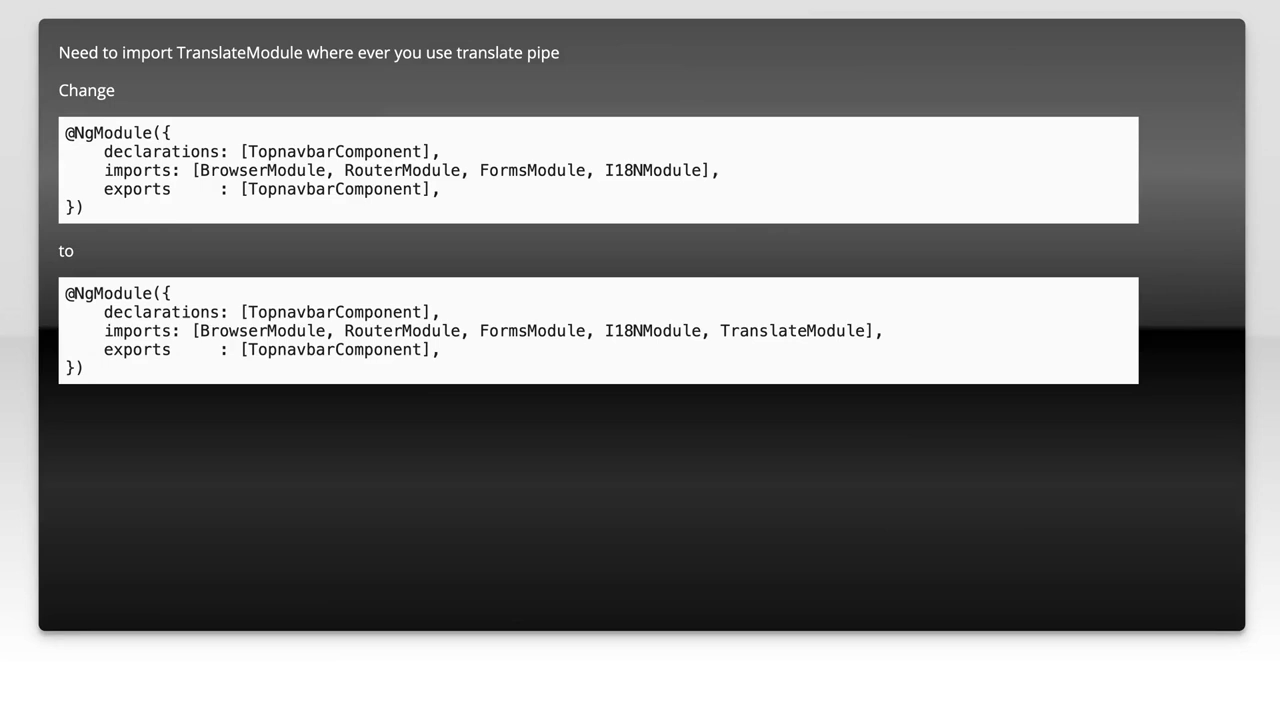 Need to import TranslateModule where ever you use translate pipe
Change
@NgModule({
    declarations: [TopnavbarComponent],
    imports: [BrowserModule, RouterModule, FormsModule, I18NModule],
    exports     : [TopnavbarComponent],
})
to
@NgModule({
    declarations: [TopnavbarComponent],
    imports: [BrowserModule, RouterModule, FormsModule, I18NModule, TranslateModule],
    exports     : [TopnavbarComponent],
})